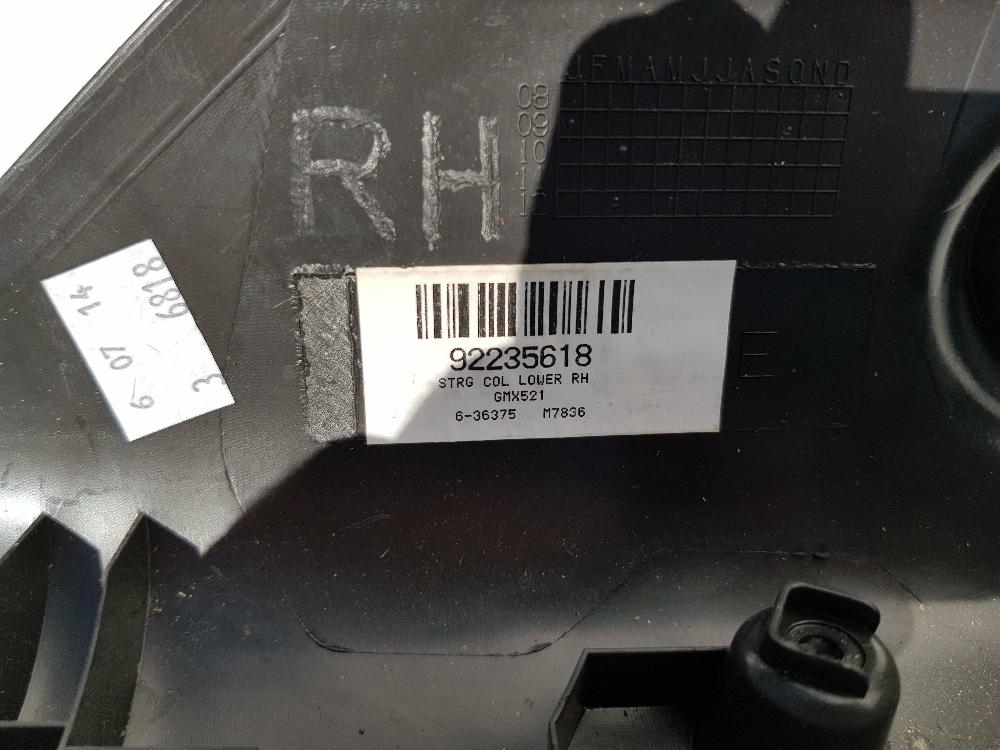 JFMAMJJASOND
08
09
10
11
12
RH
6818
14
07
3
6
92235618
STRG COL LOWER RH
GMX521
6-36375 M7836
E